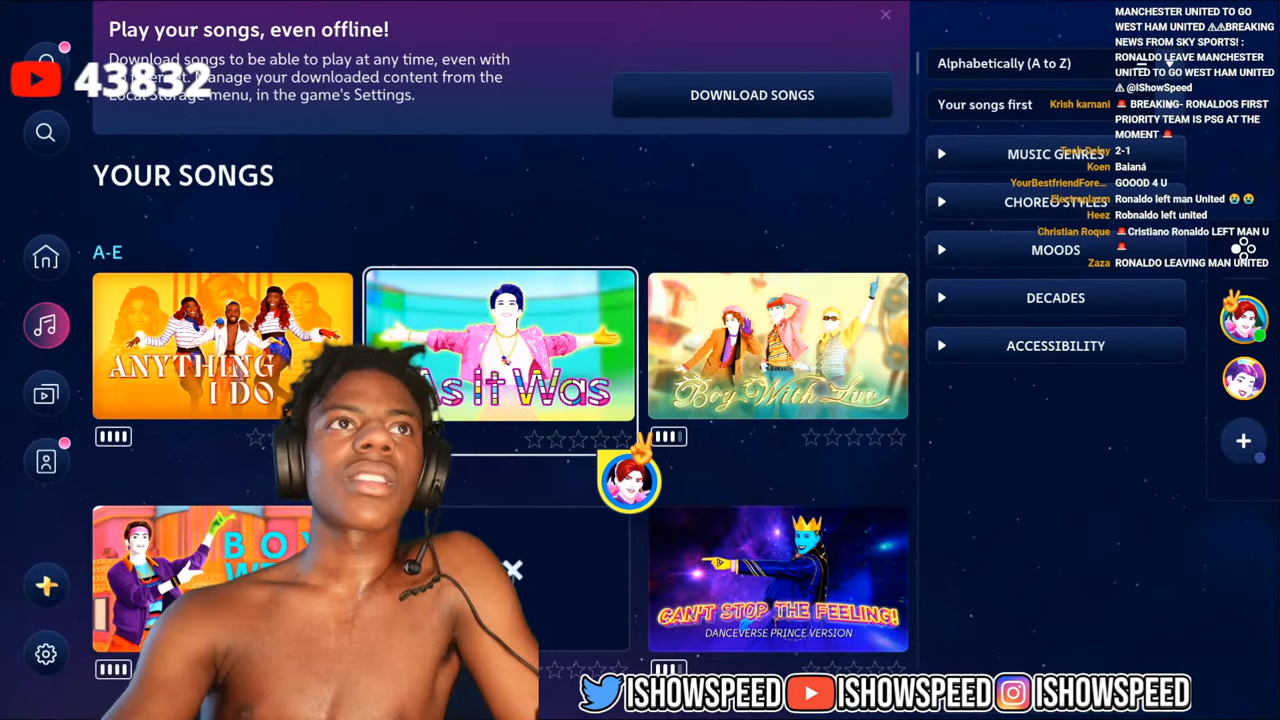 Play your songs, even offline!
Download songs to be able to play at any time, even with
Manage your downloaded content from the
menu, in the game's Settings.
43832
DOWNLOAD SONGS
YOUR SONGS
A-E
ANYTHING
I DO
As It Was
Boy With Luv
CAN'T STOP THE FEELING!
DANCEVERSE PRINCE VERSION
Alphabetically (A to Z)
Your songs first
MUSIC GENRES
CHOREO STYLES
MOODS
DECADES
ACCESSIBILITY
MANCHESTER UNITED TO GO
WEST HAM UNITED ⚠⚠BREAKING
NEWS FROM SKY SPORTS! :
RONALDO LEAVE MANCHESTER
UNITED TO GO WEST HAM UNITED
⚠ @IShowSpeed
Krish karnani 🚨 BREAKING- RONALDOS FIRST
PRIORITY TEAM IS PSG AT THE
MOMENT 🚨
2-1
Koen Baianá
YourBestfriendFore... GOOOD 4 U
Ronaldo left man United 😭😭
Heez Robnaldo left united
Christian Roque 🚨Cristiano Ronaldo LEFT MAN U
🚨
Zaza RONALDO LEAVING MAN UNITED
ISHOWSPEED ISHOWSPEED ISHOWSPEED